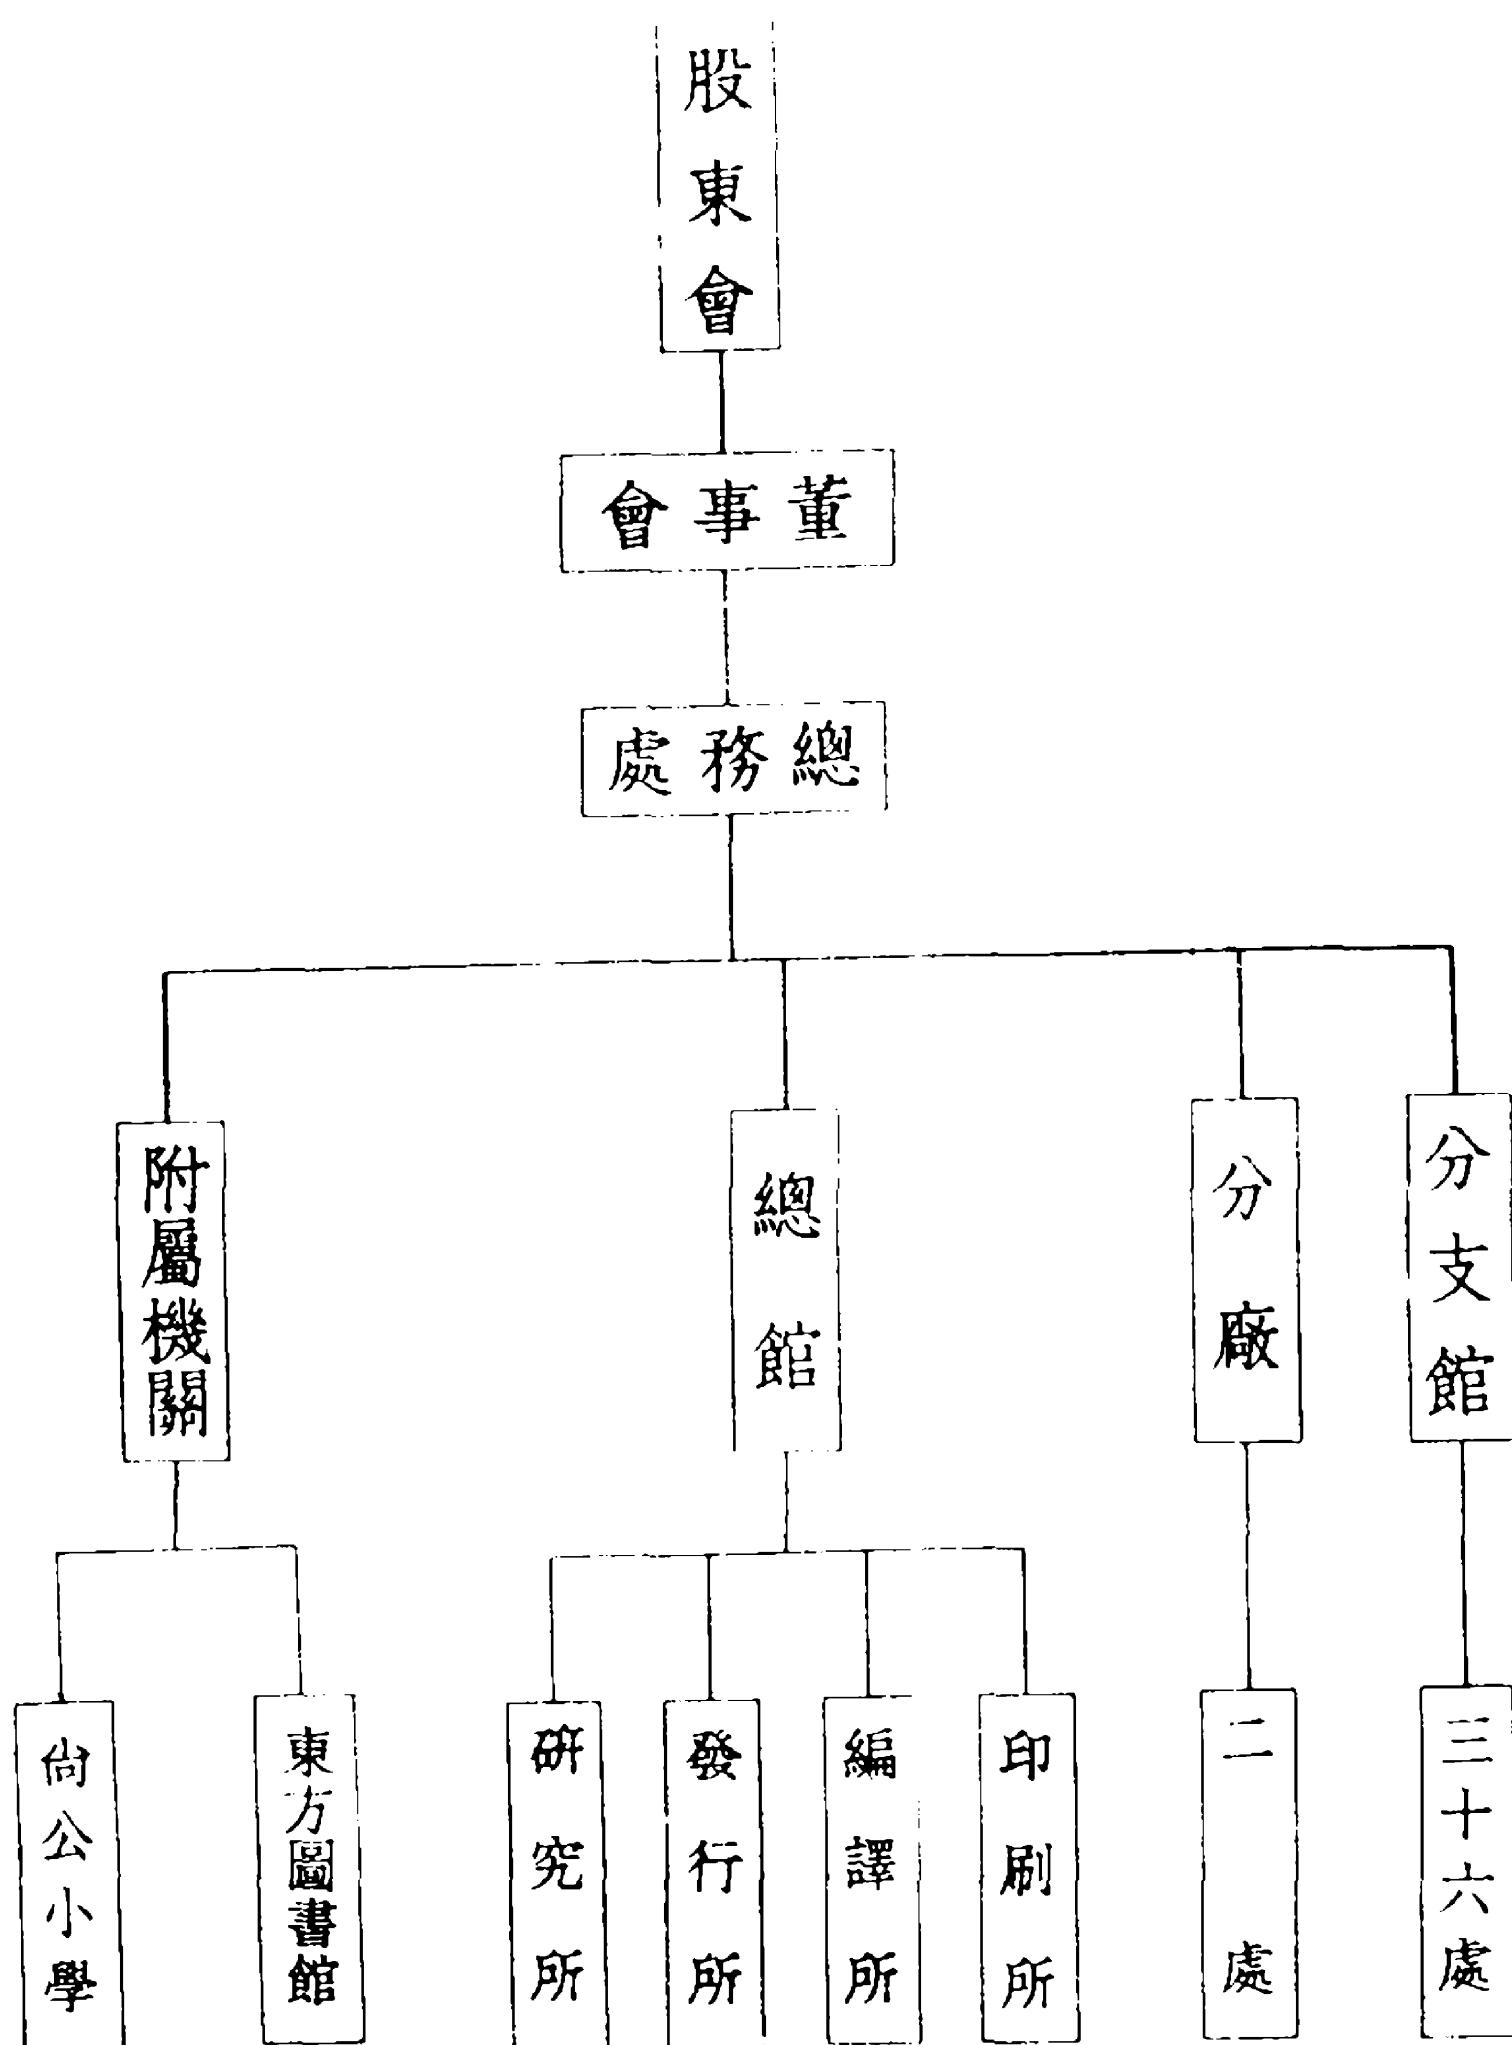 股東會
董事會
總務處
分支館
分廠
總館
附屬機關
三十六處
二處
印刷所
編譯所
發行所
研究所
東方圖書館
尙公小學